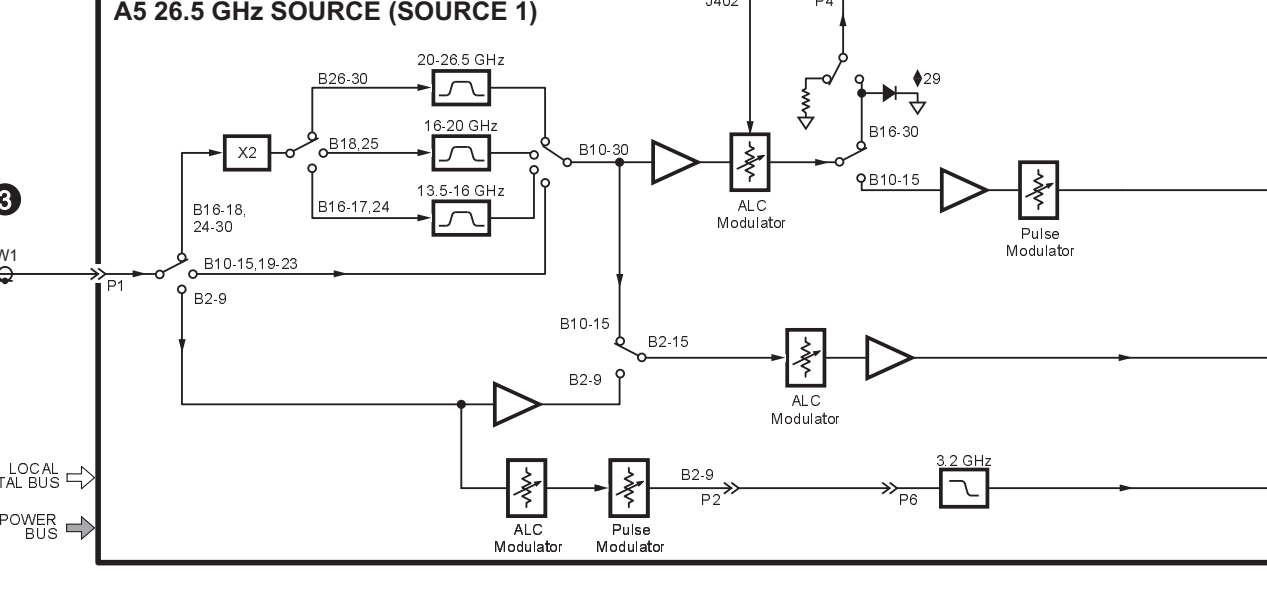 A5 26.5 GHz SOURCE (SOURCE 1)
J402
P4
20-26.5 GHz
B26-30
29
16-20 GHz
X2
B18,25
B10-30
B16-30
13.5-16 GHz
B10-15
ALC
Modulator
B16-17,24
3
B16-18,
24-30
Pulse
Modulator
W1
B10-15,19-23
P1
B2-9
B10-15
B2-15
B2-9
ALC
Modulator
LOCAL
TAL BUS
B2-9
3.2 GHz
P2
P6
POWER
BUS
ALC
Modulator
Pulse
Modulator